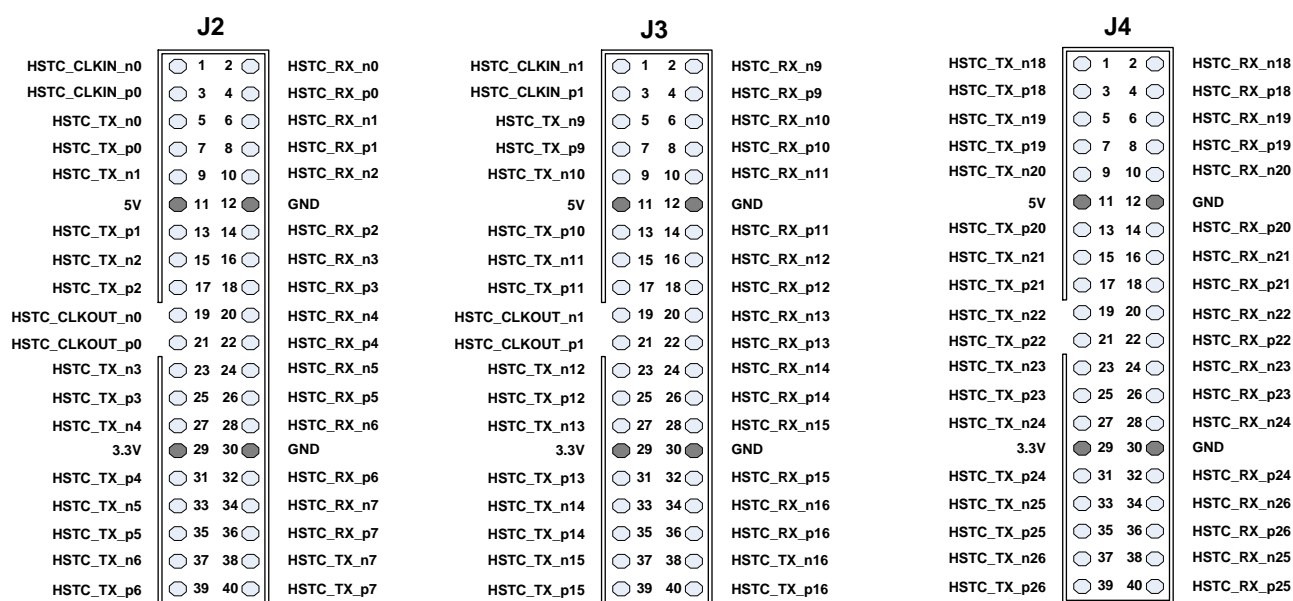 J2 J3 J4
HSTC_CLKIN_n0 1 2 HSTC_RX_n0 HSTC_CLKIN_n1 1 2 HSTC_RX_n9 HSTC_TX_n18 1 2 HSTC_RX_n18
HSTC_CLKIN_p0 3 4 HSTC_RX_p0 HSTC_CLKIN_p1 3 4 HSTC_RX_p9 HSTC_TX_p18 3 4 HSTC_RX_p18
HSTC_TX_n0 5 6 HSTC_RX_n1 HSTC_TX_n9 5 6 HSTC_RX_n10 HSTC_TX_n19 5 6 HSTC_RX_n19
HSTC_TX_p0 7 8 HSTC_RX_p1 HSTC_TX_p9 7 8 HSTC_RX_p10 HSTC_TX_p19 7 8 HSTC_RX_p19
HSTC_TX_n1 9 10 HSTC_RX_n2 HSTC_TX_n10 9 10 HSTC_RX_n11 HSTC_TX_n20 9 10 HSTC_RX_n20
5V 11 12 GND 5V 11 12 GND 5V 11 12 GND
HSTC_TX_p1 13 14 HSTC_RX_p2 HSTC_TX_p10 13 14 HSTC_RX_p11 HSTC_TX_p20 13 14 HSTC_RX_p20
HSTC_TX_n2 15 16 HSTC_RX_n3 HSTC_TX_n11 15 16 HSTC_RX_n12 HSTC_TX_n21 15 16 HSTC_RX_n21
HSTC_TX_p2 17 18 HSTC_RX_p3 HSTC_TX_p11 17 18 HSTC_RX_p12 HSTC_TX_p21 17 18 HSTC_RX_p21
HSTC_CLKOUT_n0 19 20 HSTC_RX_n4 HSTC_CLKOUT_n1 19 20 HSTC_RX_n13 HSTC_TX_n22 19 20 HSTC_RX_n22
HSTC_CLKOUT_p0 21 22 HSTC_RX_p4 HSTC_CLKOUT_p1 21 22 HSTC_RX_p13 HSTC_TX_p22 21 22 HSTC_RX_p22
HSTC_TX_n3 23 24 HSTC_RX_n5 HSTC_TX_n12 23 24 HSTC_RX_n14 HSTC_TX_n23 23 24 HSTC_RX_n23
HSTC_TX_p3 25 26 HSTC_RX_p5 HSTC_TX_p12 25 26 HSTC_RX_p14 HSTC_TX_p23 25 26 HSTC_RX_p23
HSTC_TX_n4 27 28 HSTC_RX_n6 HSTC_TX_n13 27 28 HSTC_RX_n15 HSTC_TX_n24 27 28 HSTC_RX_n24
3.3V 29 30 GND 3.3V 29 30 GND 3.3V 29 30 GND
HSTC_TX_p4 31 32 HSTC_RX_p6 HSTC_TX_p13 31 32 HSTC_RX_p15 HSTC_TX_p24 31 32 HSTC_RX_p24
HSTC_TX_n5 33 34 HSTC_RX_n7 HSTC_TX_n14 33 34 HSTC_RX_n16 HSTC_TX_n25 33 34 HSTC_RX_n26
HSTC_TX_p5 35 36 HSTC_RX_p7 HSTC_TX_p14 35 36 HSTC_RX_p16 HSTC_TX_p25 35 36 HSTC_RX_p26
HSTC_TX_n6 37 38 HSTC_TX_n7 HSTC_TX_n15 37 38 HSTC_TX_n16 HSTC_TX_n26 37 38 HSTC_RX_n25
HSTC_TX_p6 39 40 HSTC_TX_p7 HSTC_TX_p15 39 40 HSTC_TX_p16 HSTC_TX_p26 39 40 HSTC_RX_p25